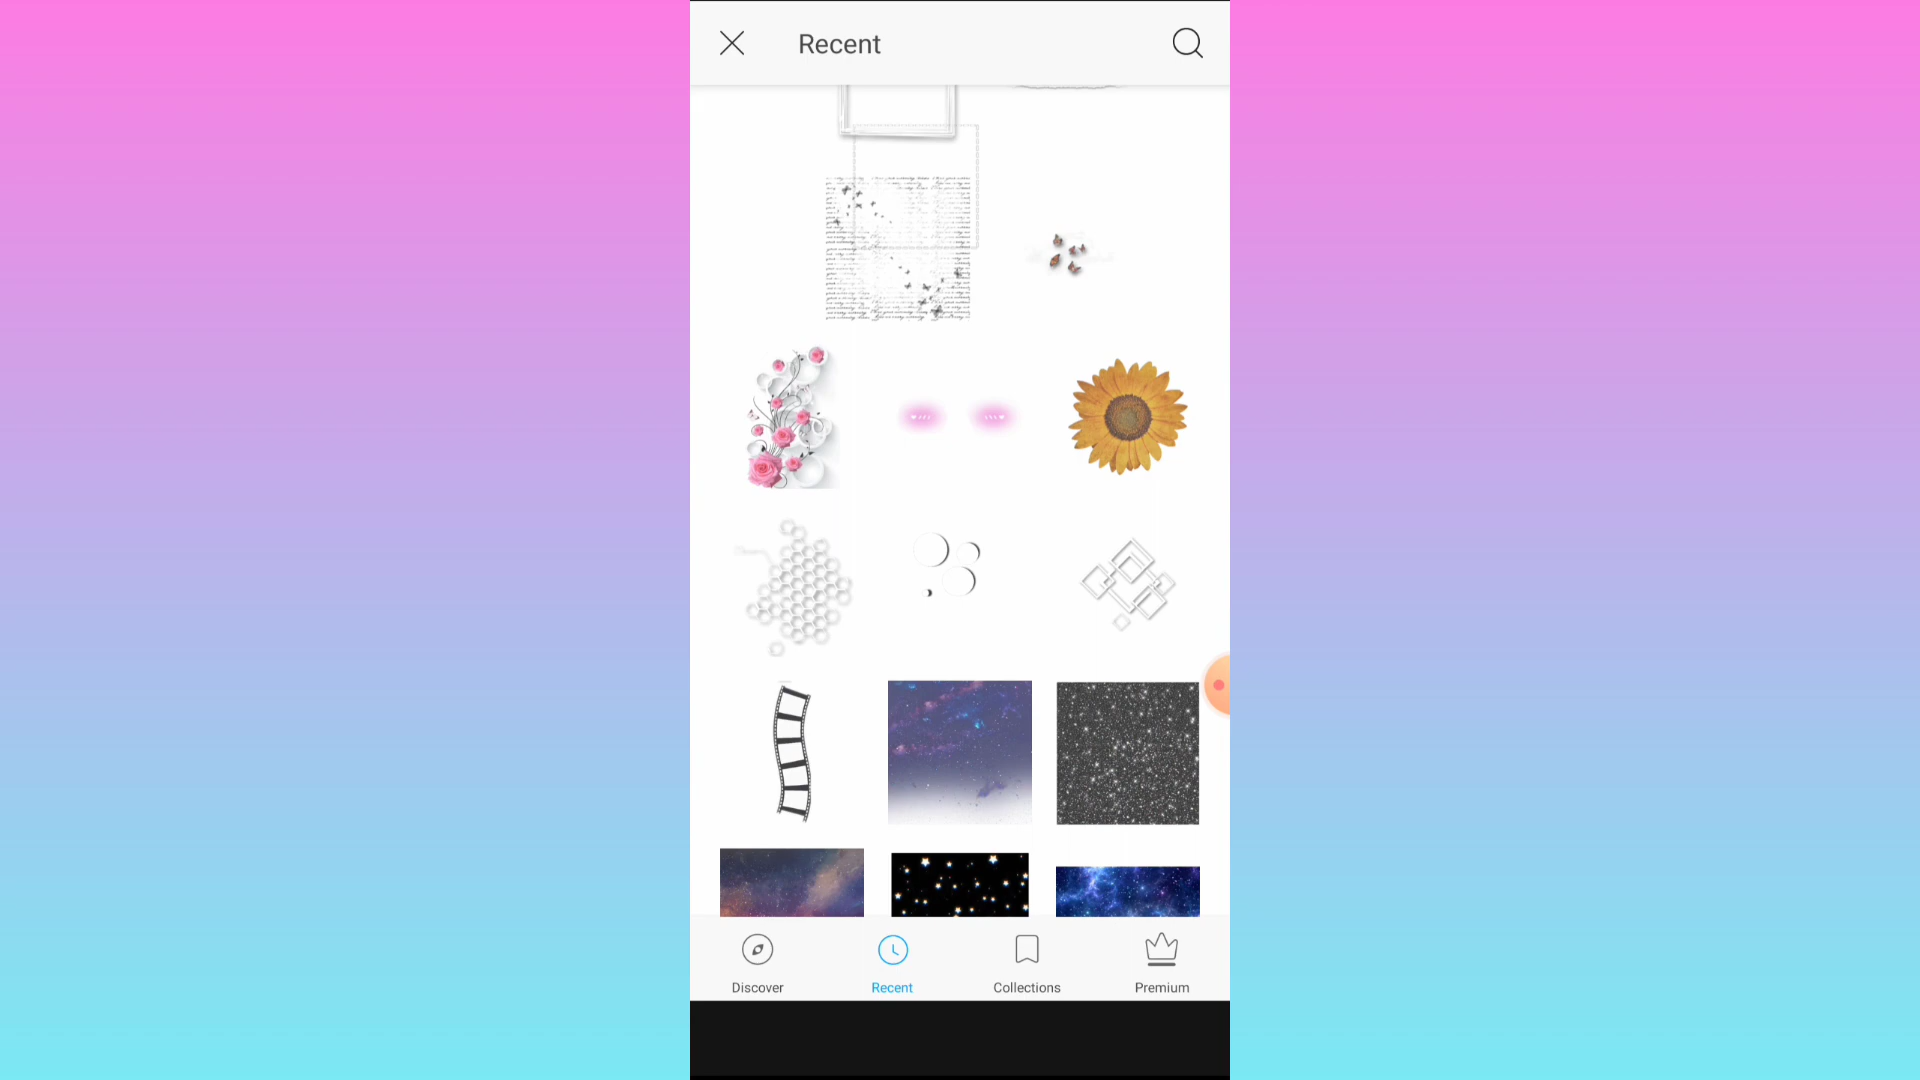 Recent
Discover
Recent
Collections
Premium